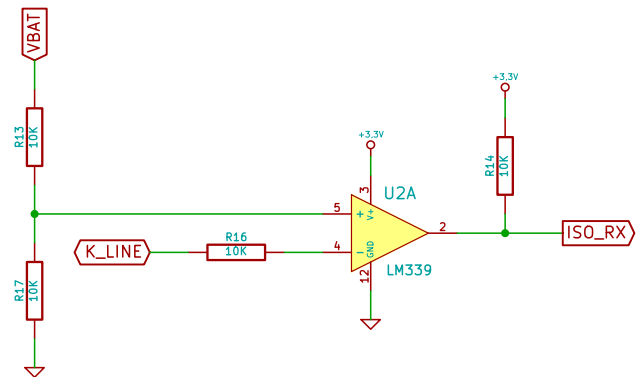 VBAT
R13
10K
+3,3V
+3,3V
R14
10K
U2A
3
V+
5
+
2
ISO_RX
K_LINE
R16
10K
4
-
GND
12
LM339
R17
10K